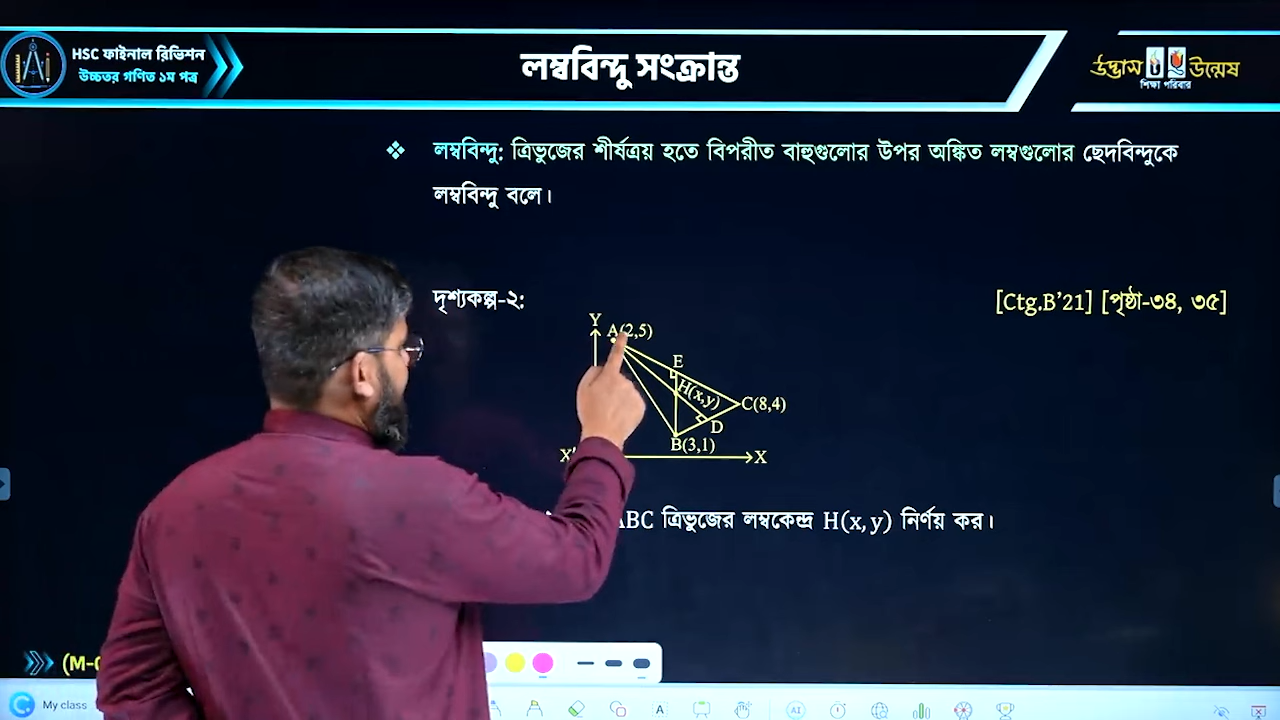 HSC ফাইনাল রিভিশন
উচ্চতর গণিত ১ম পত্র
লম্ববিন্দু সংক্রান্ত
উদ্ভাস উন্মেষ
শিক্ষা পরিবার
❖ লম্ববিন্দু: ত্রিভুজের শীর্ষত্রয় হতে বিপরীত বাহুগুলোর উপর অঙ্কিত লম্বগুলোর ছেদবিন্দুকে
লম্ববিন্দু বলে।
দৃশ্যকল্প-২:
[Ctg.B’21] [পৃষ্ঠা-৩৪, ৩৫]
Y
A(2,5)
E
H(x,y)
C(8,4)
D
B(3,1)
X
ABC ত্রিভুজের লম্বকেন্দ্র H(x, y) নির্ণয় কর।
My class
A
AI